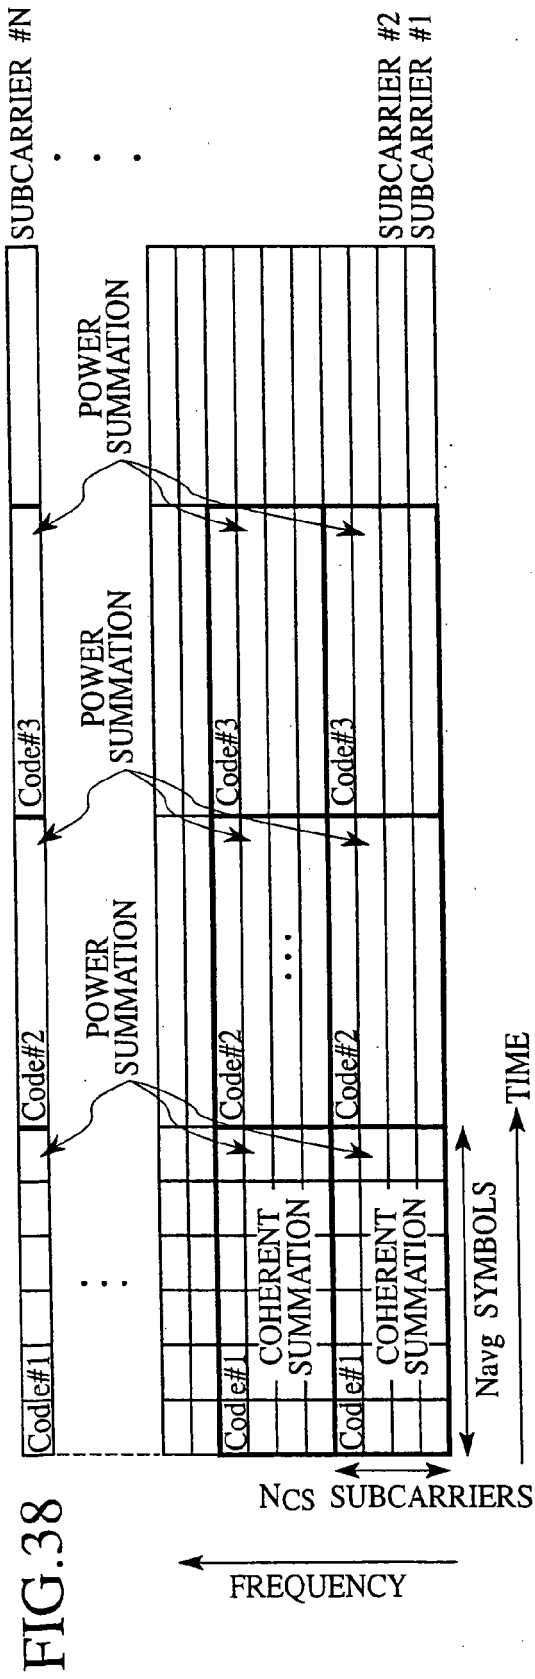 FIG.38
SUBCARRIER #N
Code#1
Code#2
Code#3
. . .
POWER
SUMMATION
POWER
SUMMATION
POWER
SUMMATION
. . .
Code#1
Code#2
Code#3
COHERENT
SUMMATION
. . .
Code#1
Code#2
Code#3
COHERENT
SUMMATION
SUBCARRIER #2
SUBCARRIER #1
NCS SUBCARRIERS
Navg SYMBOLS
FREQUENCY
TIME